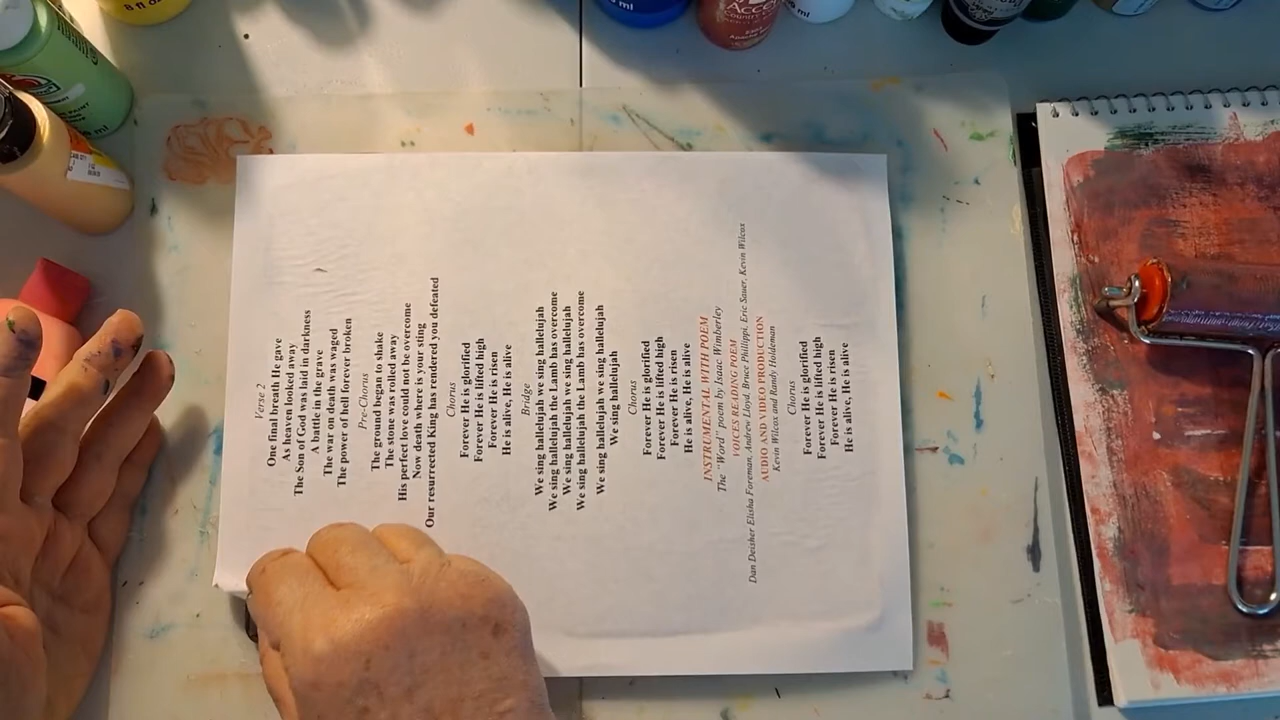 Verse 2
One final breath He gave
As heaven looked away
The Son of God was laid in darkness
A battle in the grave
The war on death was waged
The power of hell forever broken
Pre-Chorus
The ground began to shake
The stone was rolled away
His perfect love could not be overcome
Now death where is your sting
Our resurrected King has rendered you defeated
Chorus
Forever He is glorified
Forever He is lifted high
Forever He is risen
He is alive, He is alive
Bridge
We sing hallelujah we sing hallelujah
We sing hallelujah the Lamb has overcome
We sing hallelujah we sing hallelujah
We sing hallelujah the Lamb has overcome
We sing hallelujah we sing hallelujah
We sing hallelujah
Chorus
Forever He is glorified
Forever He is lifted high
Forever He is risen
He is alive, He is alive
INSTRUMENTAL WITH POEM
The "Word" poem by Isaac Wimberley
VOICES READING POEM
Dan Deisher Elisha Foreman, Andrew Lloyd, Bruce Phillippi, Eric Sauer, Kevin Wilcox
AUDIO AND VIDEO PRODUCTION
Kevin Wilcox and Randy Holdeman
Chorus
Forever He is glorified
Forever He is lifted high
Forever He is risen
He is alive, He is alive
8 fl oz
ml
ml
ml